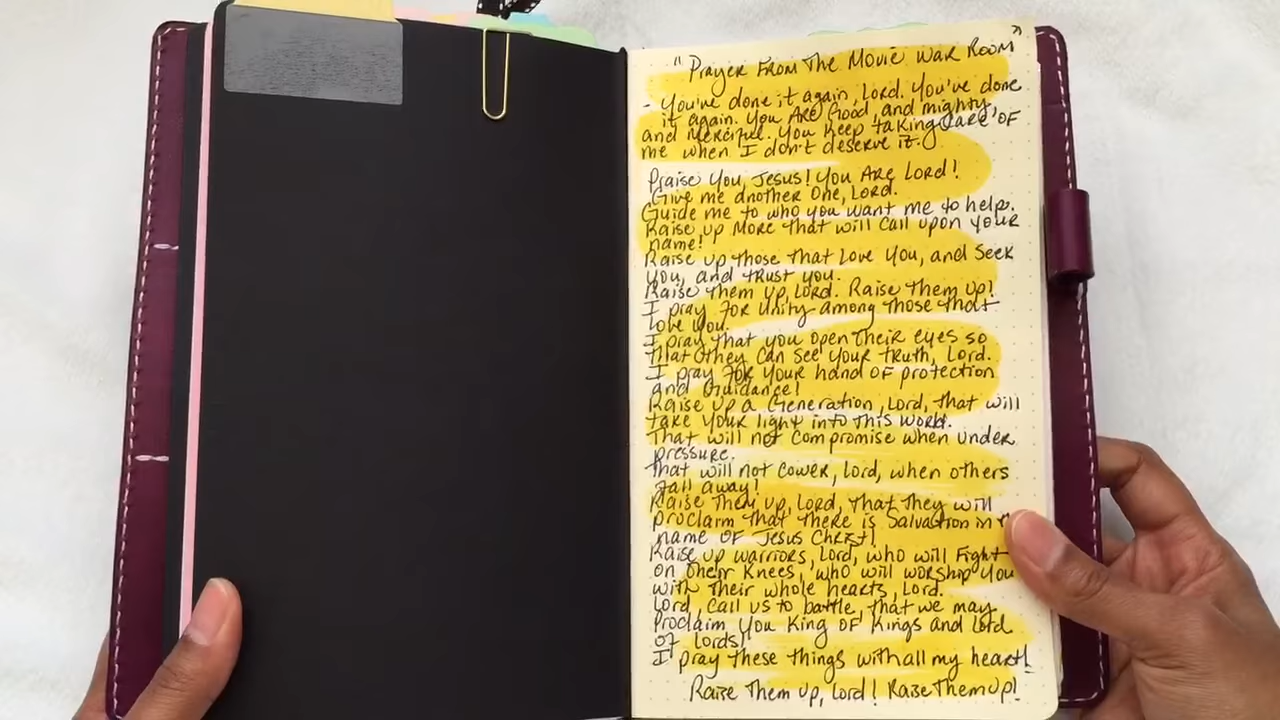 " Prayer From The Movie War Room
- You've done it again, Lord. You've done
it again. You Are Good and mighty,
and merciful. You keep taking care of
me when I don't deserve it.
Praise You, Jesus! You Are Lord!
Give me another One, Lord.
Guide me to who you want me to help.
Raise up More that will call upon your
name!
Raise up those that Love You, and Seek
you, and trust you.
Raise them up, Lord. Raise them up!
I pray for unity among those that
love you.
I pray that you open their eyes so
that they can see your truth, Lord.
I pray for your hand of protection
and Guidance!
Raise up a Generation, Lord, that will
take your light into this world.
That will not compromise when under
pressure.
that will not cower, Lord, when others
fall away!
Raise them up, Lord, that they will
proclaim that there is Salvation in
name of Jesus Christ!
Raise up warriors, Lord, who will Fight
on their knees, who will worship You
with their whole hearts, Lord.
Lord, Call us to battle, that we may
Proclaim you King of Kings and Lord
of Lords!
I pray these things with all my heart!
Raise Them up, Lord! Raise Them up!